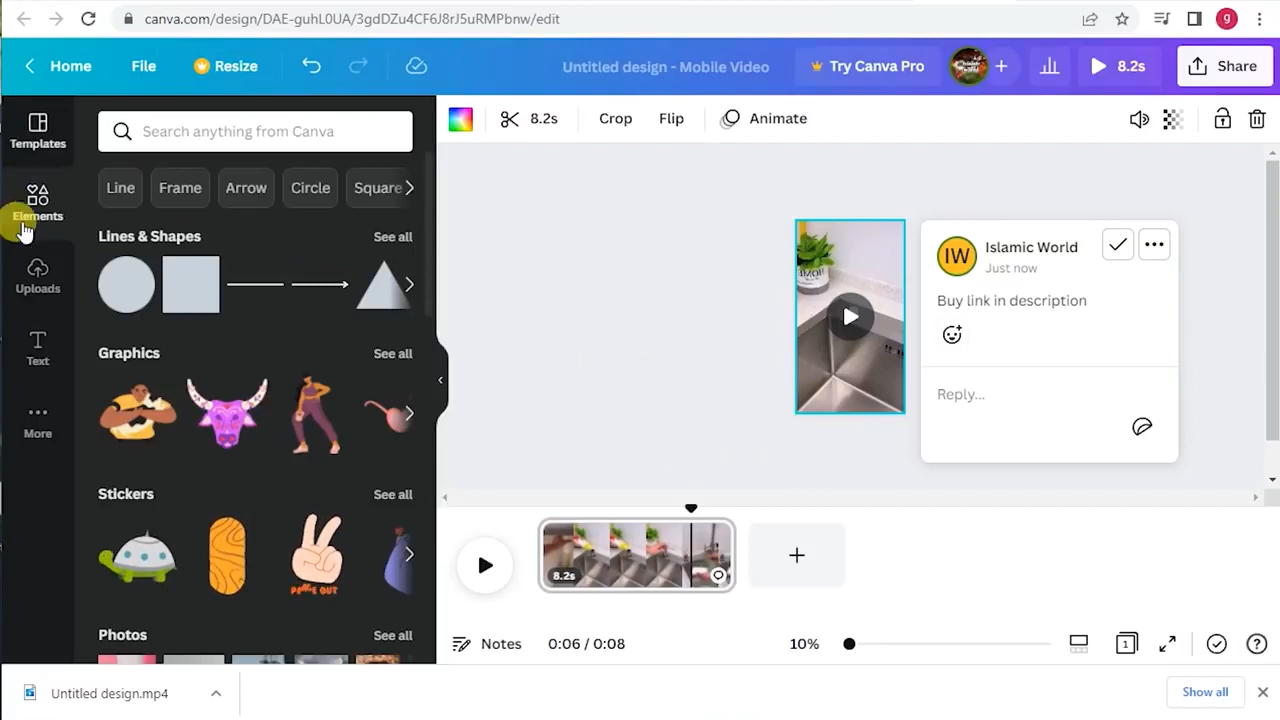 canva.com/design/DAE-guhL0UA/3gdDZu4CF6J8rJ5uRMPbnw/edit
g
Home
File
Resize
Untitled design - Mobile Video
Try Canva Pro
+
8.2s
Share
Templates
Elements
Uploads
Text
More
Search anything from Canva
Line
Frame
Arrow
Circle
Square
Lines & Shapes
See all
Graphics
See all
Stickers
See all
Photos
See all
8.2s
Crop
Flip
Animate
HOME
IW
Islamic World
Just now
Buy link in description
Reply...
8.2s
+
Notes
0:06 / 0:08
10%
1
?
Untitled design.mp4
Show all